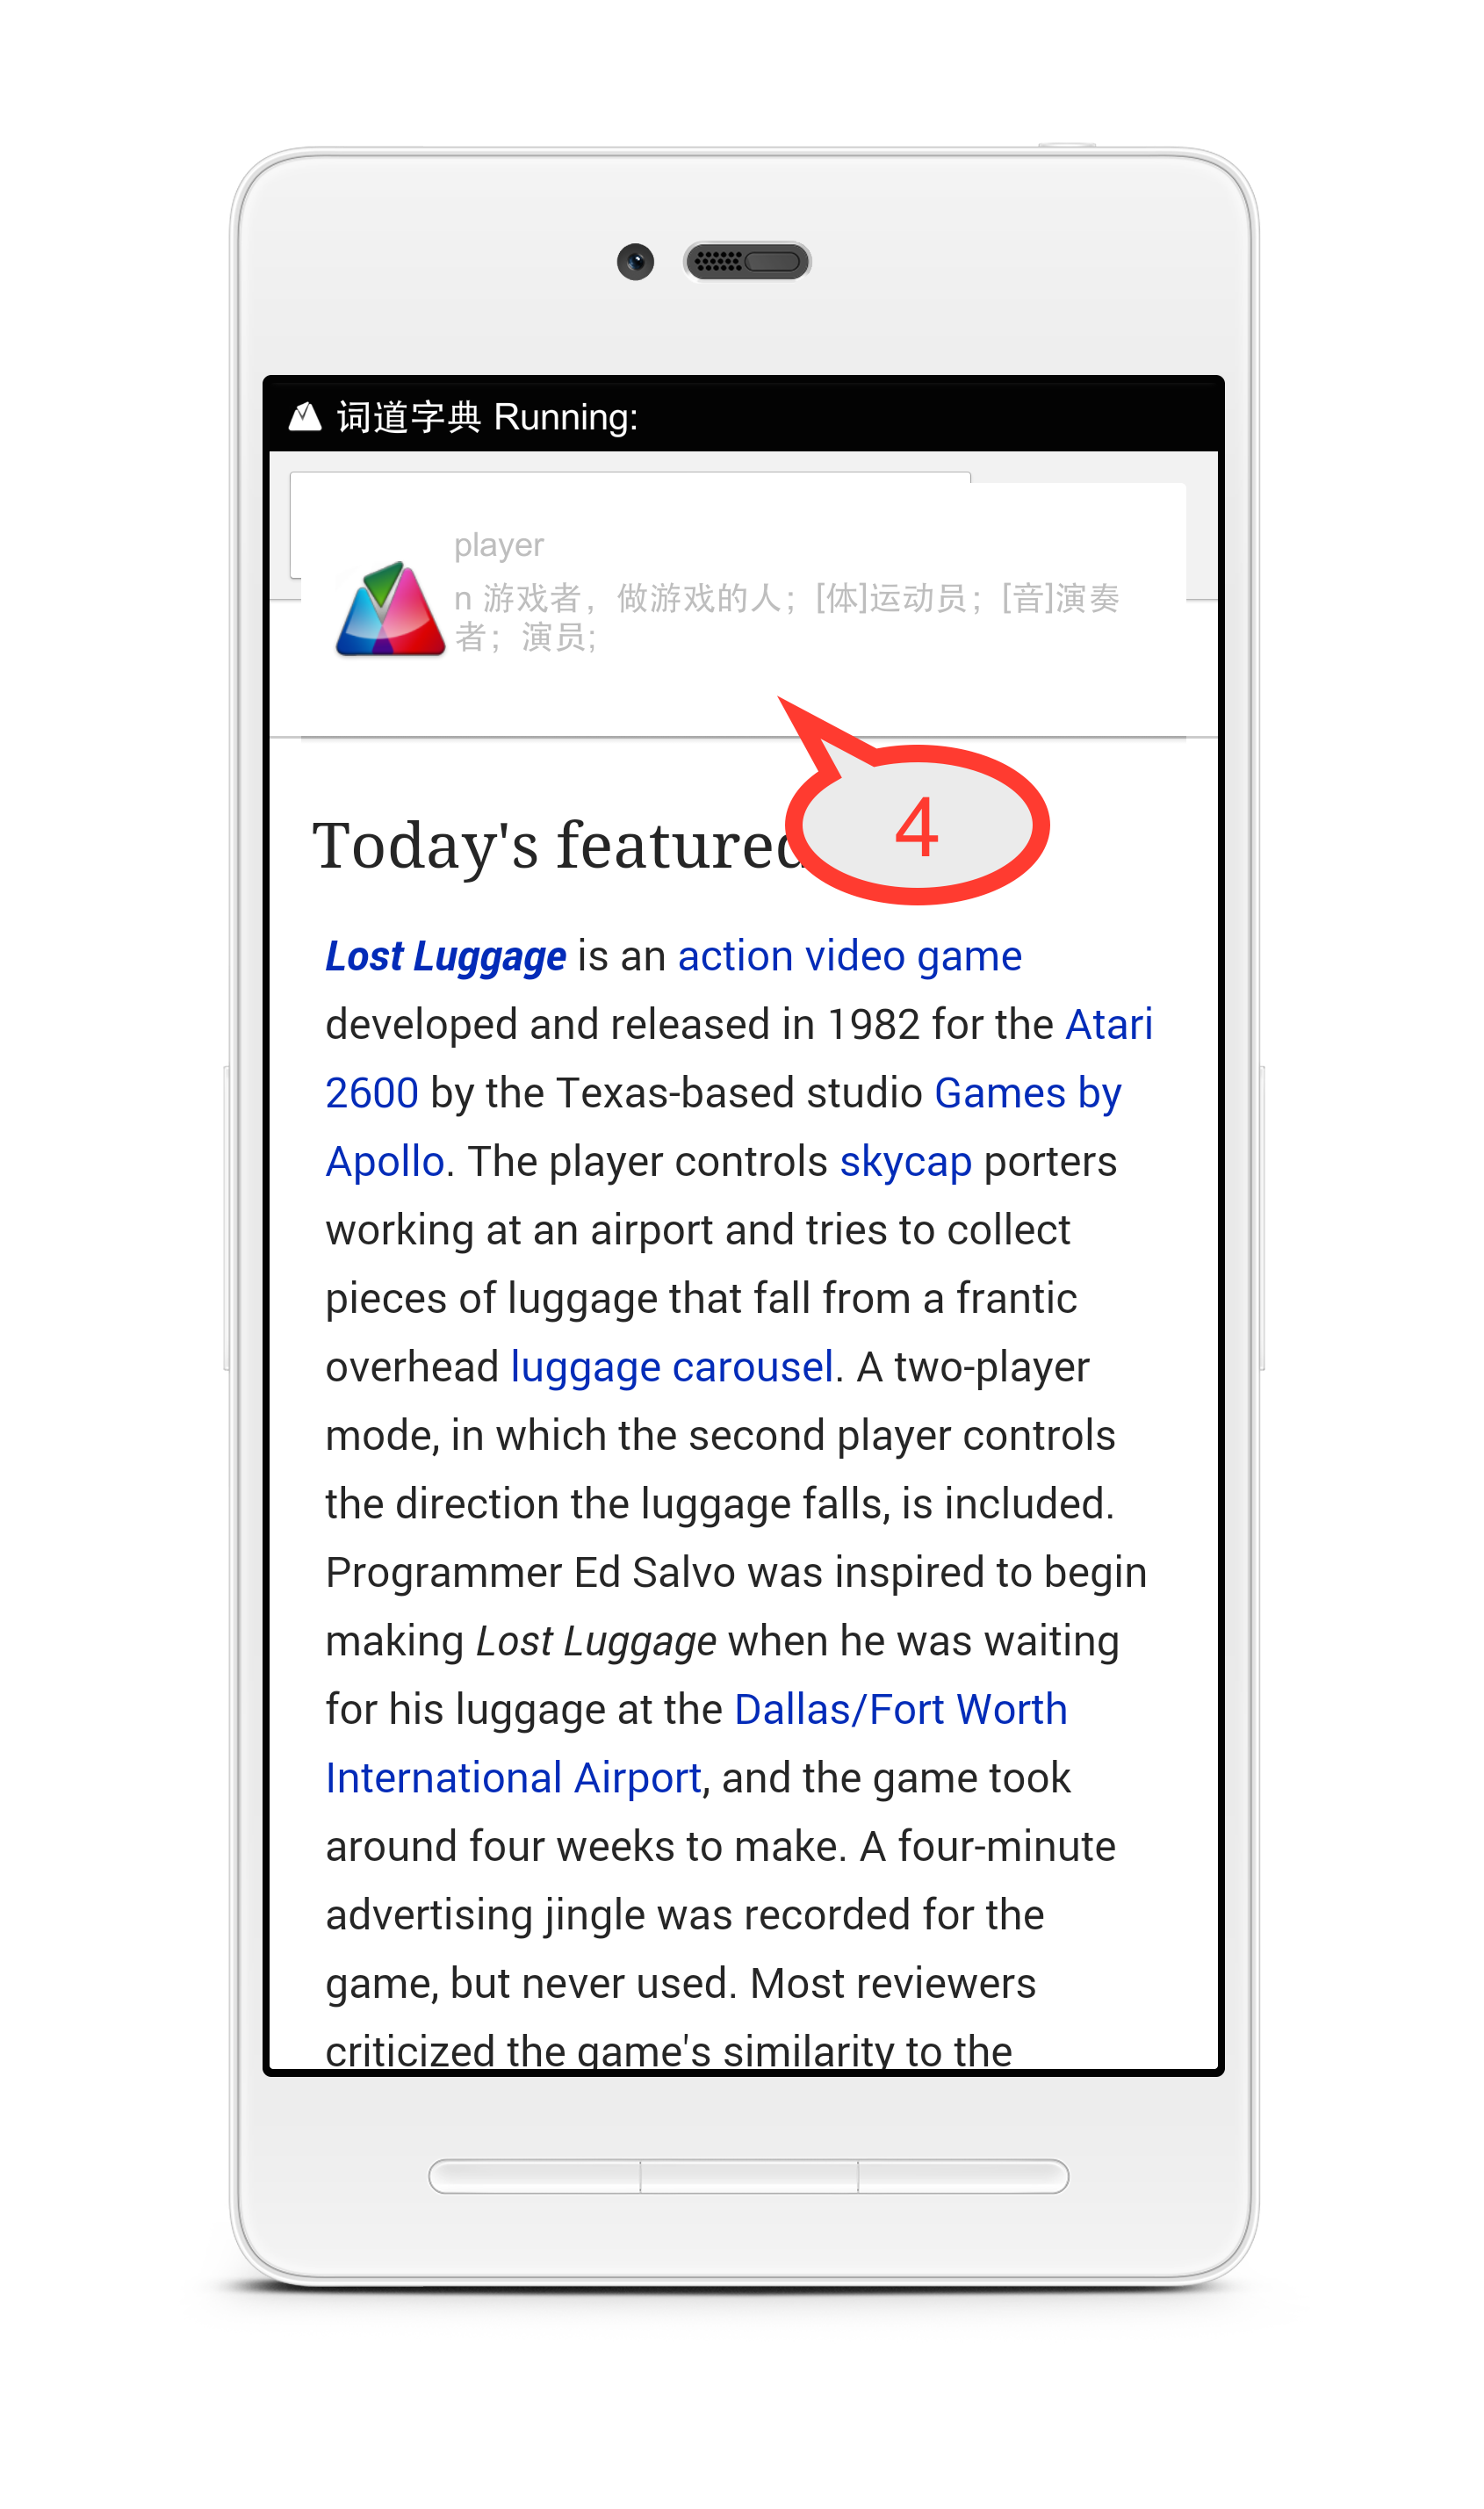 词道字典 Running:
player
n 游戏者，做游戏的人；[体]运动员；[音]演奏
者；演员；
4
Today's featured
Lost Luggage is an action video game
developed and released in 1982 for the Atari
2600 by the Texas-based studio Games by
Apollo. The player controls skycap porters
working at an airport and tries to collect
pieces of luggage that fall from a frantic
overhead luggage carousel. A two-player
mode, in which the second player controls
the direction the luggage falls, is included.
Programmer Ed Salvo was inspired to begin
making Lost Luggage when he was waiting
for his luggage at the Dallas/Fort Worth
International Airport, and the game took
around four weeks to make. A four-minute
advertising jingle was recorded for the
game, but never used. Most reviewers
criticized the game's similarity to the